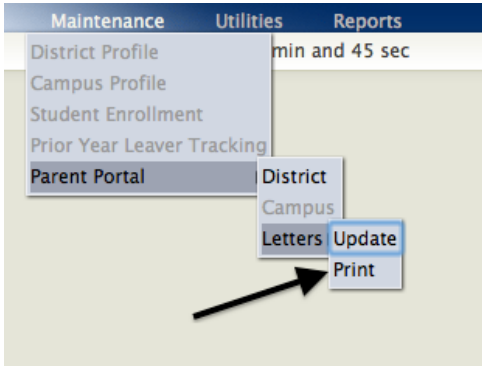 Maintenance Utilities Reports
District Profile min and 45 sec
Campus Profile
Student Enrollment
Prior Year Leaver Tracking
Parent Portal District
Campus
Letters Update
Print